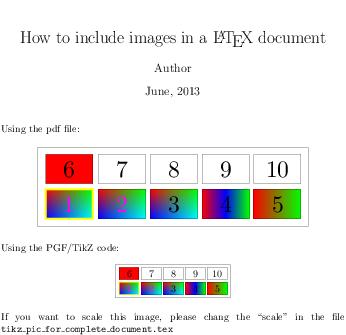 How to include images in a LATEX document
Author
June, 2013
Using the pdf file:
6 7 8 9 10
1 2 3 4 5
Using the PGF/TikZ code:
6 7 8 9 10
3 4 5
If you want to scale this image, please chang the “scale” in the file
tikz_pic_for_complete_document.tex